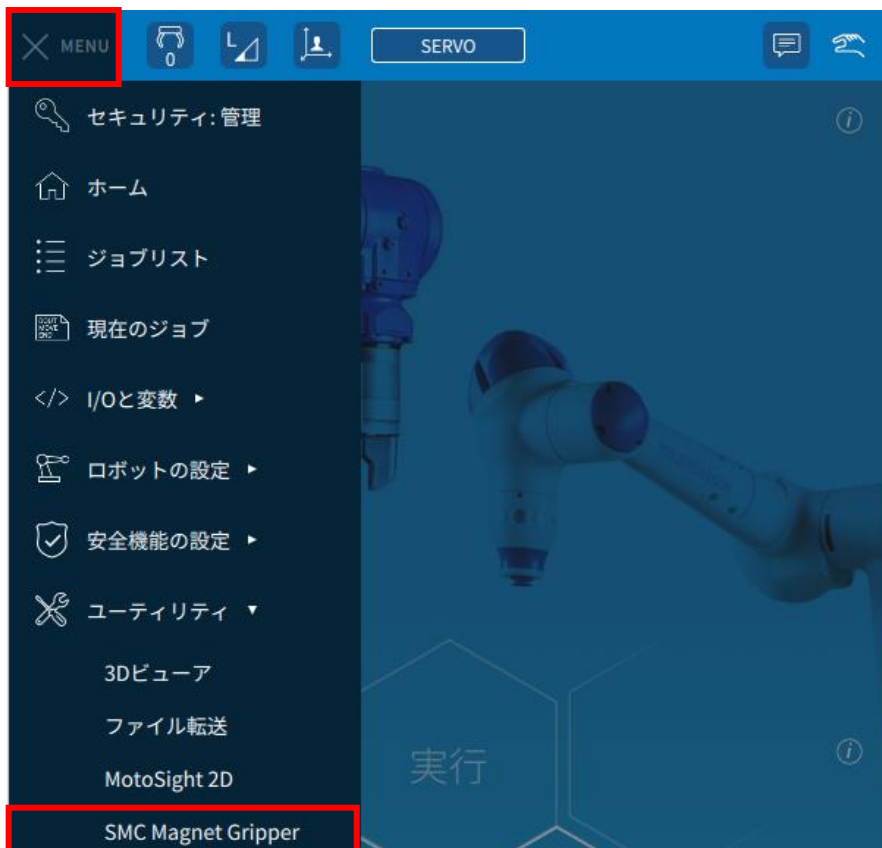 MENU
0
L
SERVO
セキュリティ: 管理
ホーム
ジョブリスト
現在のジョブ
</> I/Oと変数 ▸
ロボットの設定 ▸
安全機能の設定 ▸
ユーティリティ ▾
3Dビューア
ファイル転送
MotoSight 2D
実行
SMC Magnet Gripper